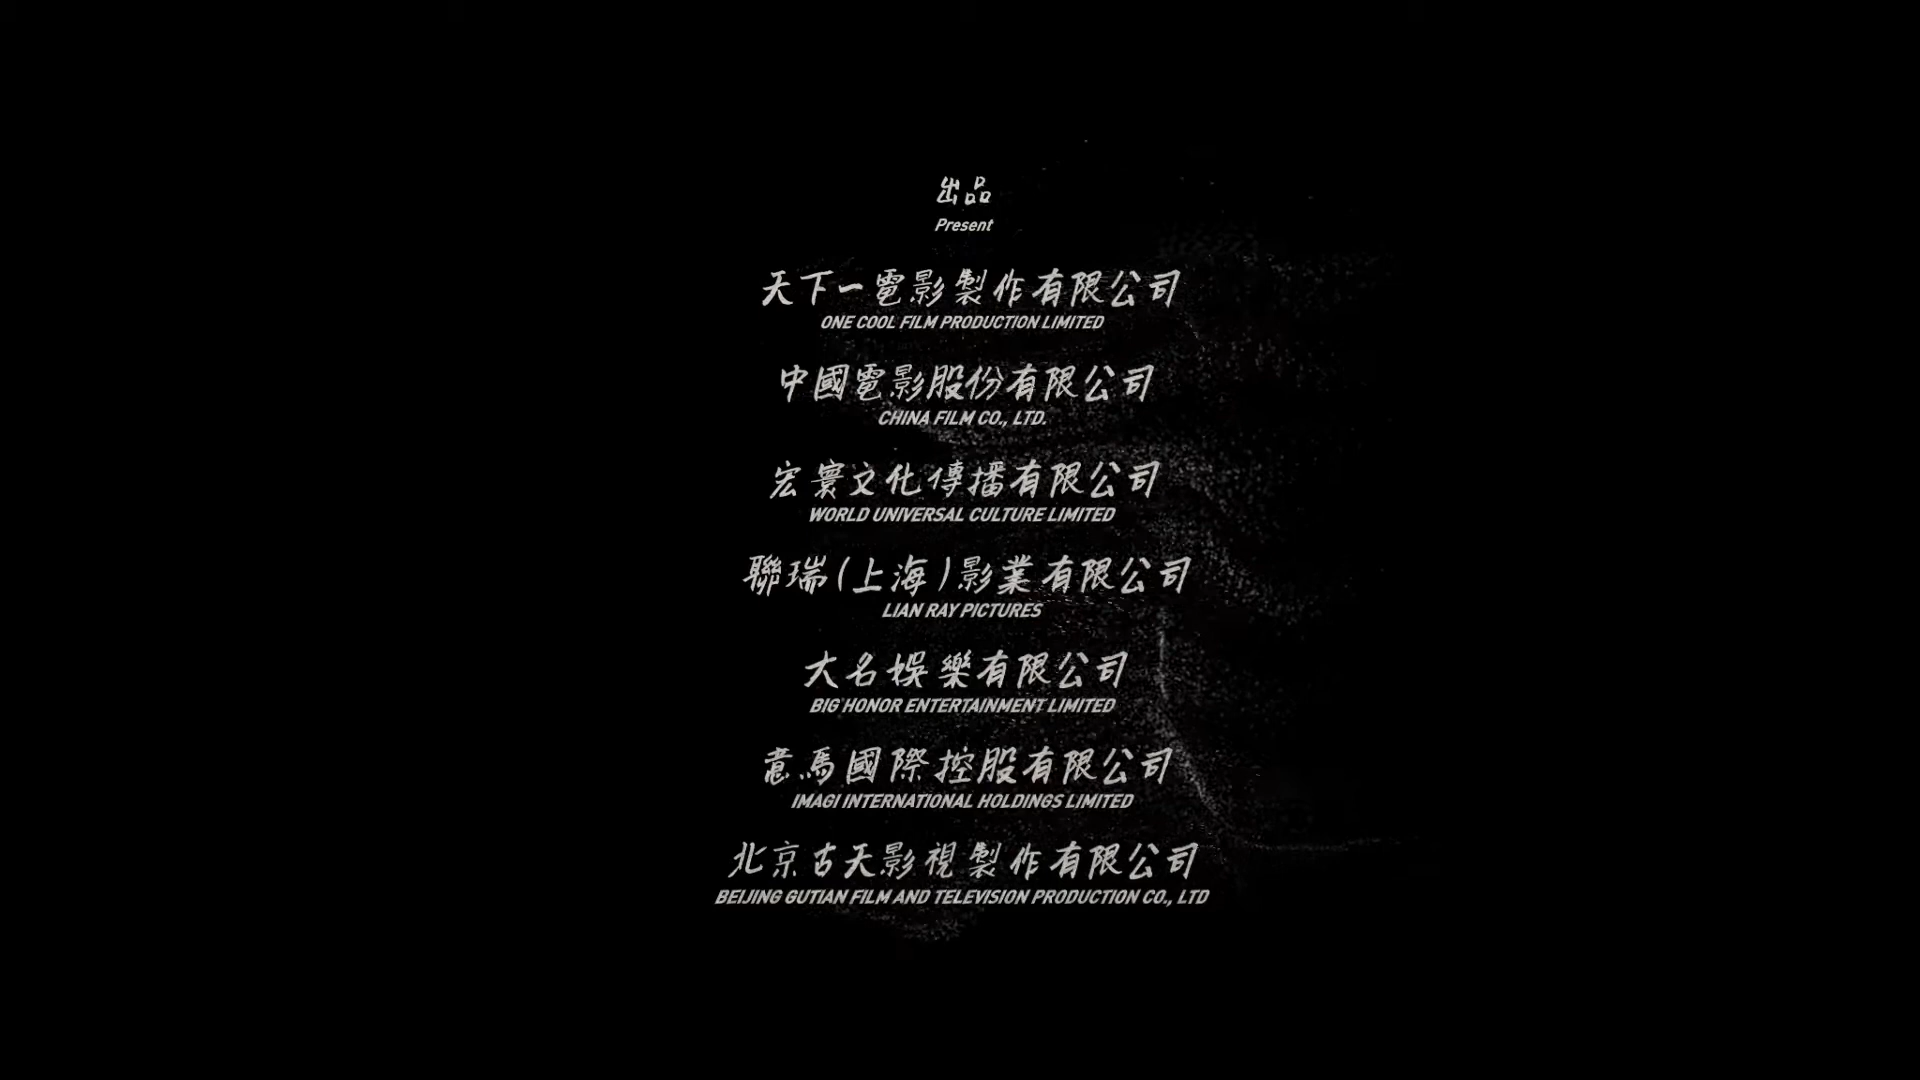 出品
Present
天下一電影製作有限公司
ONE COOL FILM PRODUCTION LIMITED
中國電影股份有限公司
CHINA FILM CO., LTD.
宏寰文化傳播有限公司
WORLD UNIVERSAL CULTURE LIMITED
聯瑞(上海)影業有限公司
LIAN RAY PICTURES
大名娛樂有限公司
BIG HONOR ENTERTAINMENT LIMITED
意馬國際控股有限公司
IMAGI INTERNATIONAL HOLDINGS LIMITED
北京古天影視製作有限公司
BEIJING GUTIAN FILM AND TELEVISION PRODUCTION CO., LTD